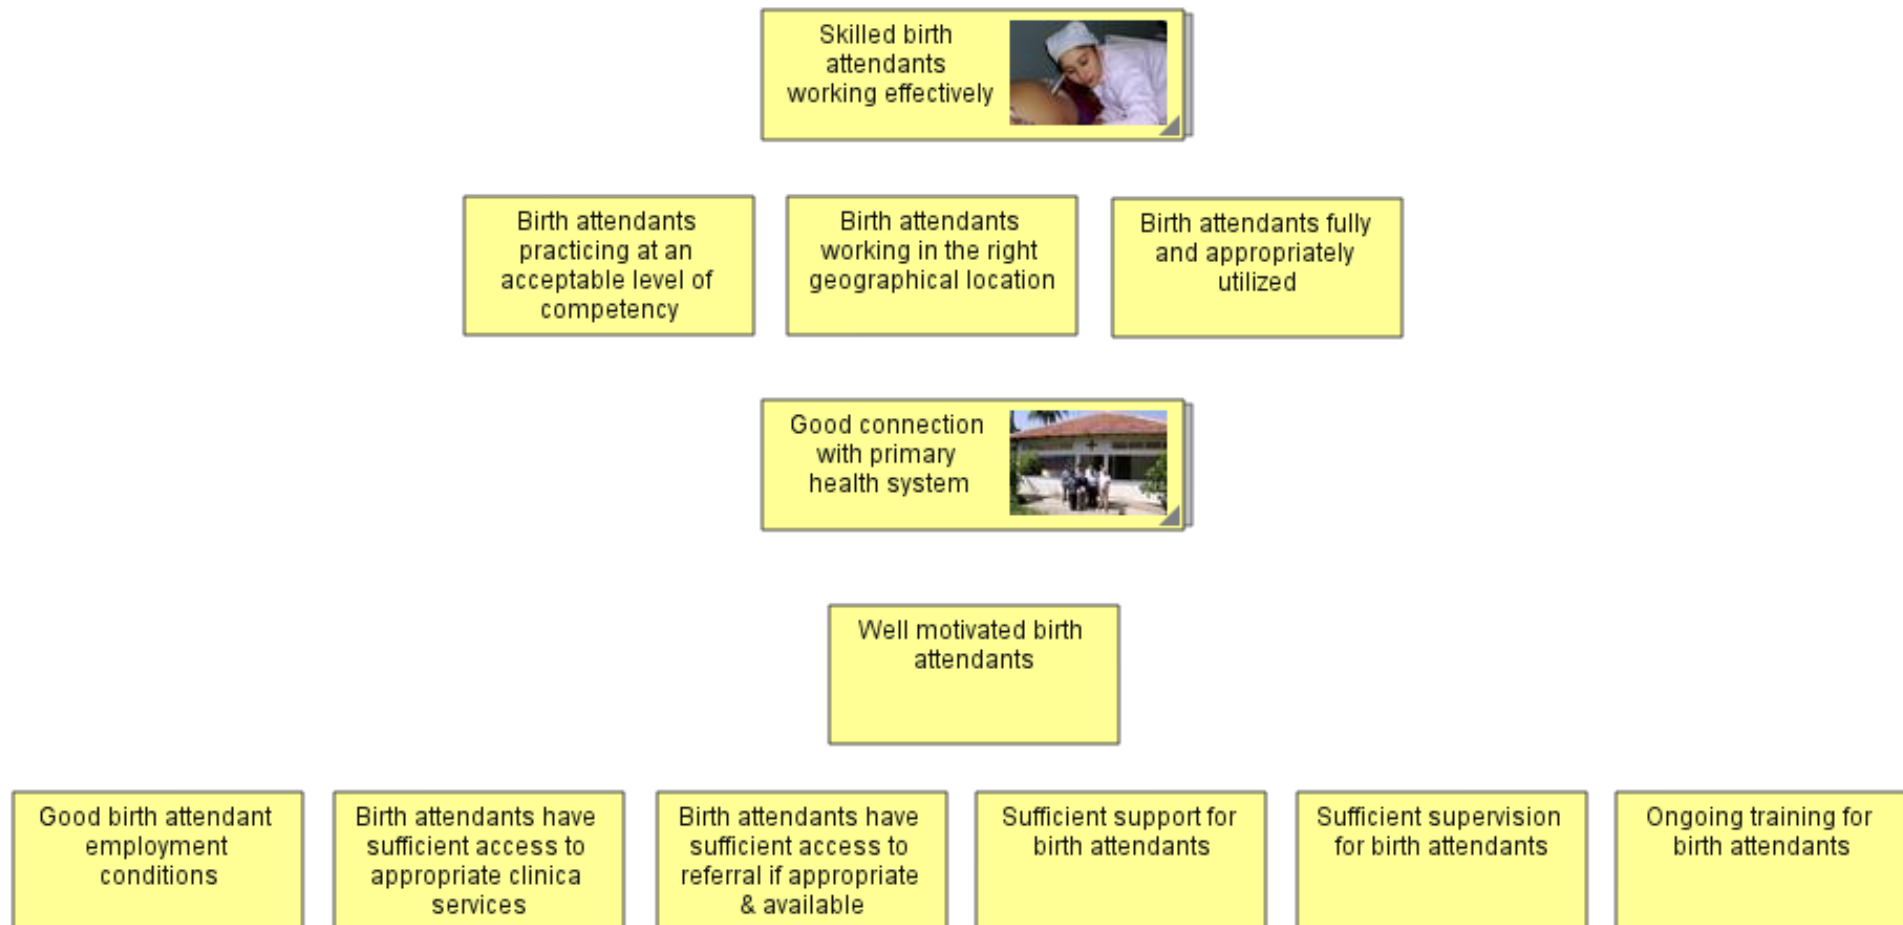 Skilled birth
attendants
working effectively
Birth attendants
practicing at an
acceptable level of
competency
Birth attendants
working in the right
geographical location
Birth attendants fully
and appropriately
utilized
Good connection
with primary
health system
Well motivated birth
attendants
Good birth attendant
employment
conditions
Birth attendants have
sufficient access to
appropriate clinica
services
Birth attendants have
sufficient access to
referral if appropriate
& available
Sufficient support for
birth attendants
Sufficient supervision
for birth attendants
Ongoing training for
birth attendants